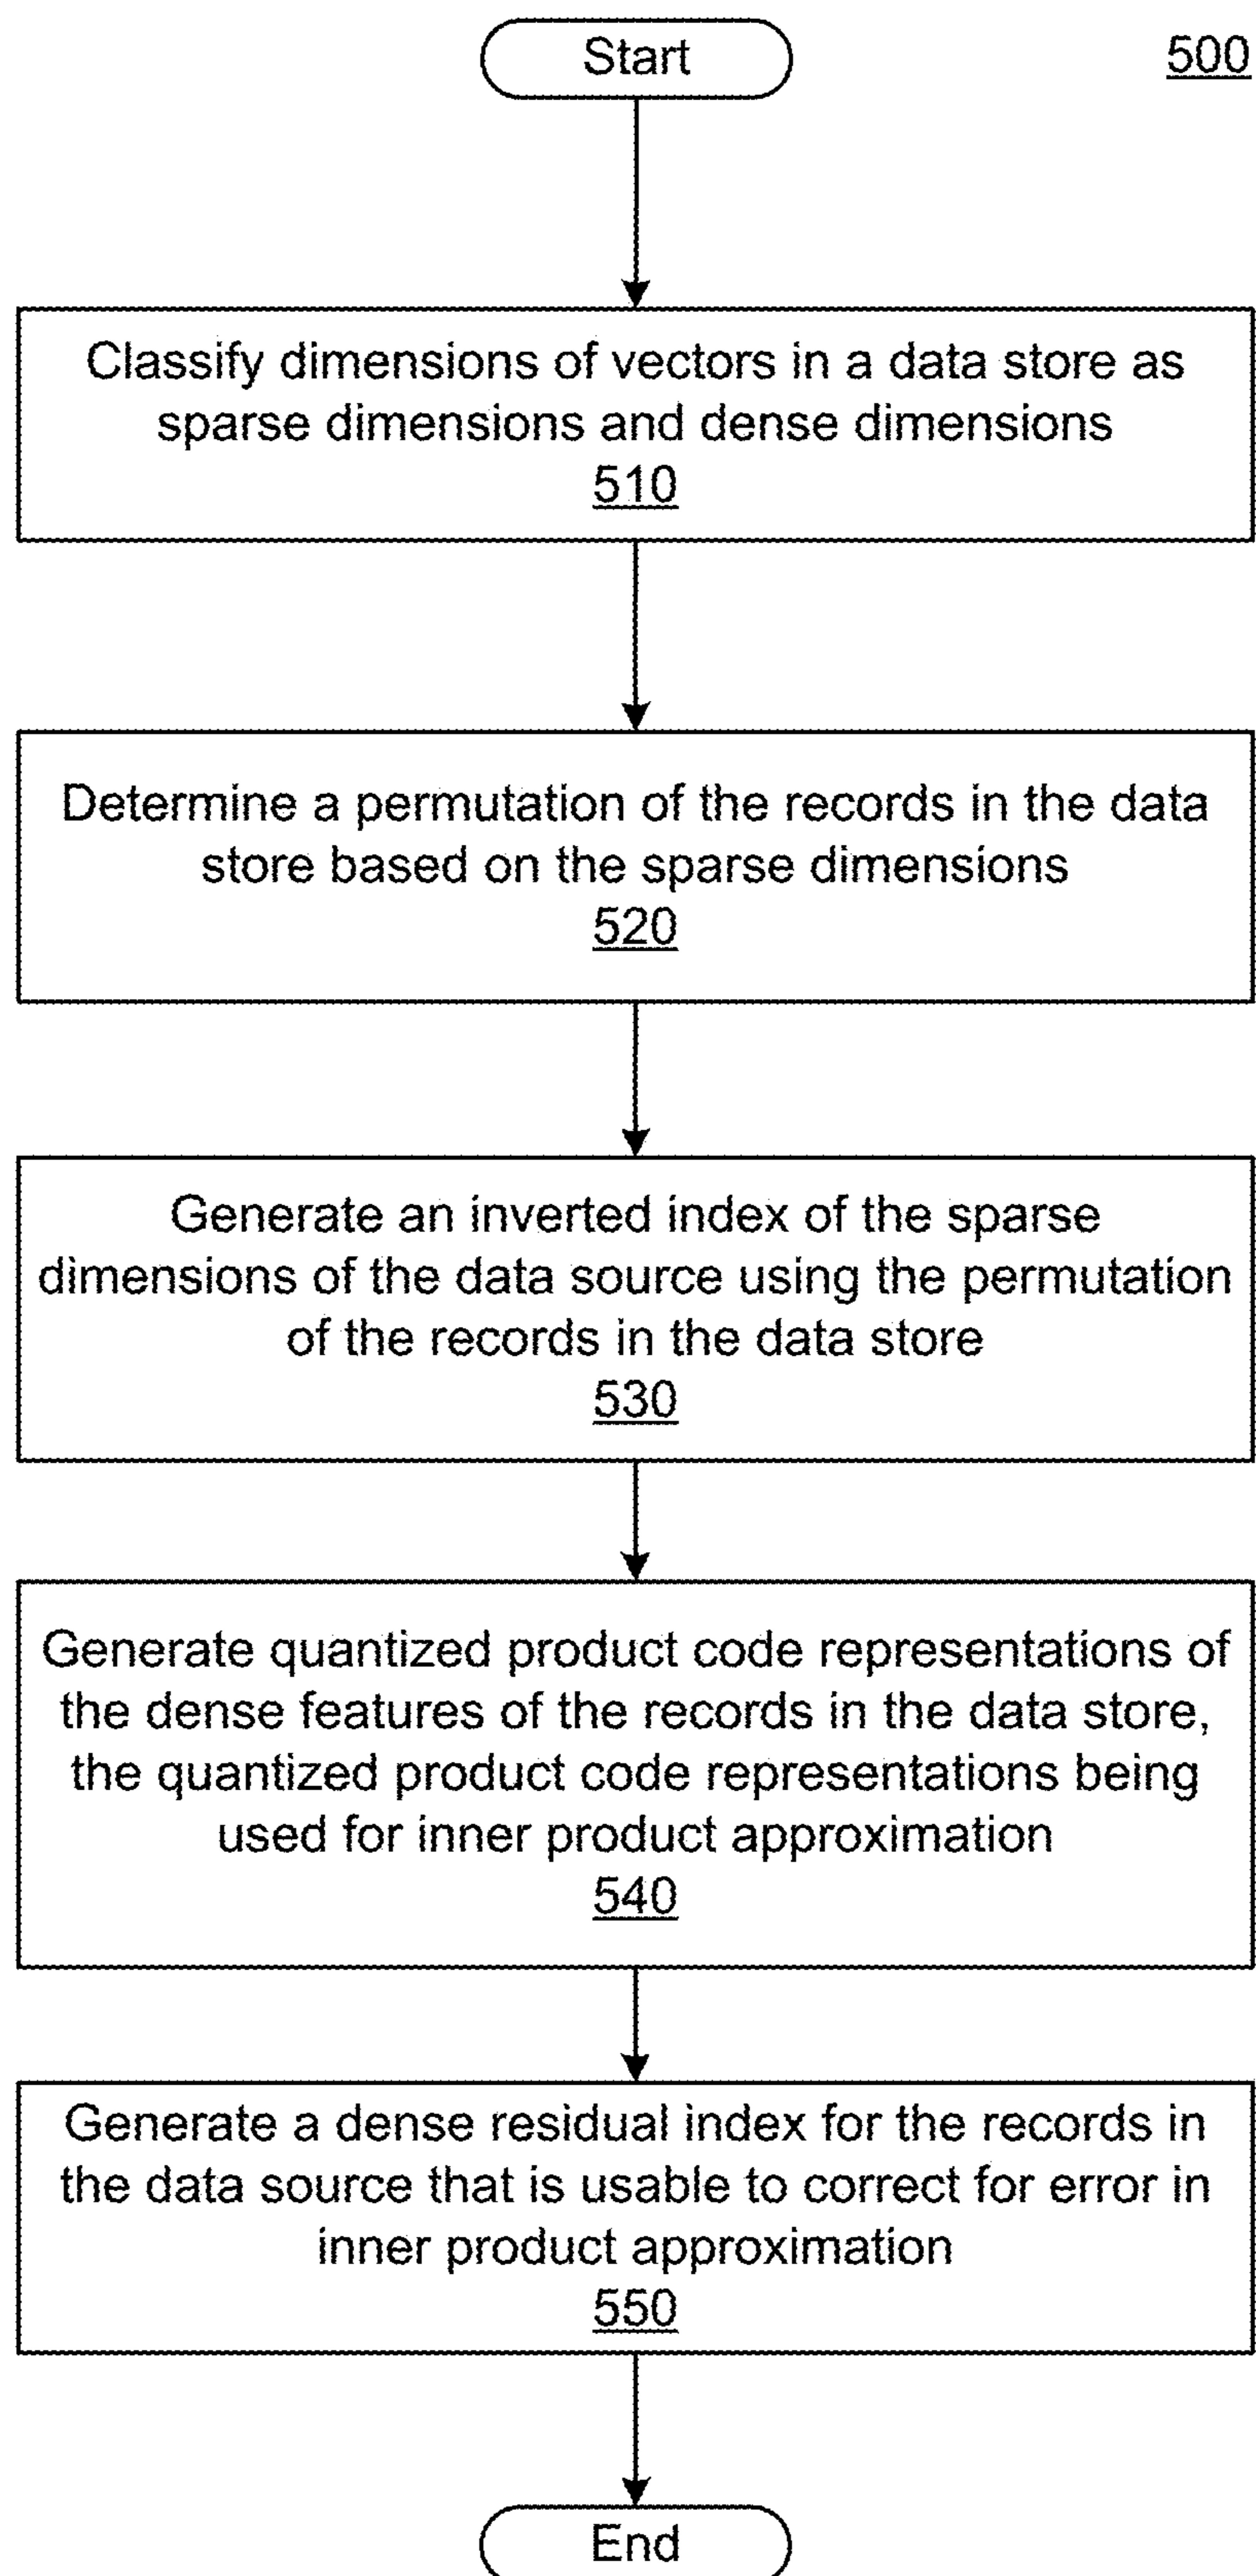 Start
500
Classify dimensions of vectors in a data store as
sparse dimensions and dense dimensions
510
Determine a permutation of the records in the data
store based on the sparse dimensions
520
Generate an inverted index of the sparse
dimensions of the data source using the permutation
of the records in the data store
530
Generate quantized product code representations of
the dense features of the records in the data store,
the quantized product code representations being
used for inner product approximation
540
Generate a dense residual index for the records in
the data source that is usable to correct for error in
inner product approximation
550
End